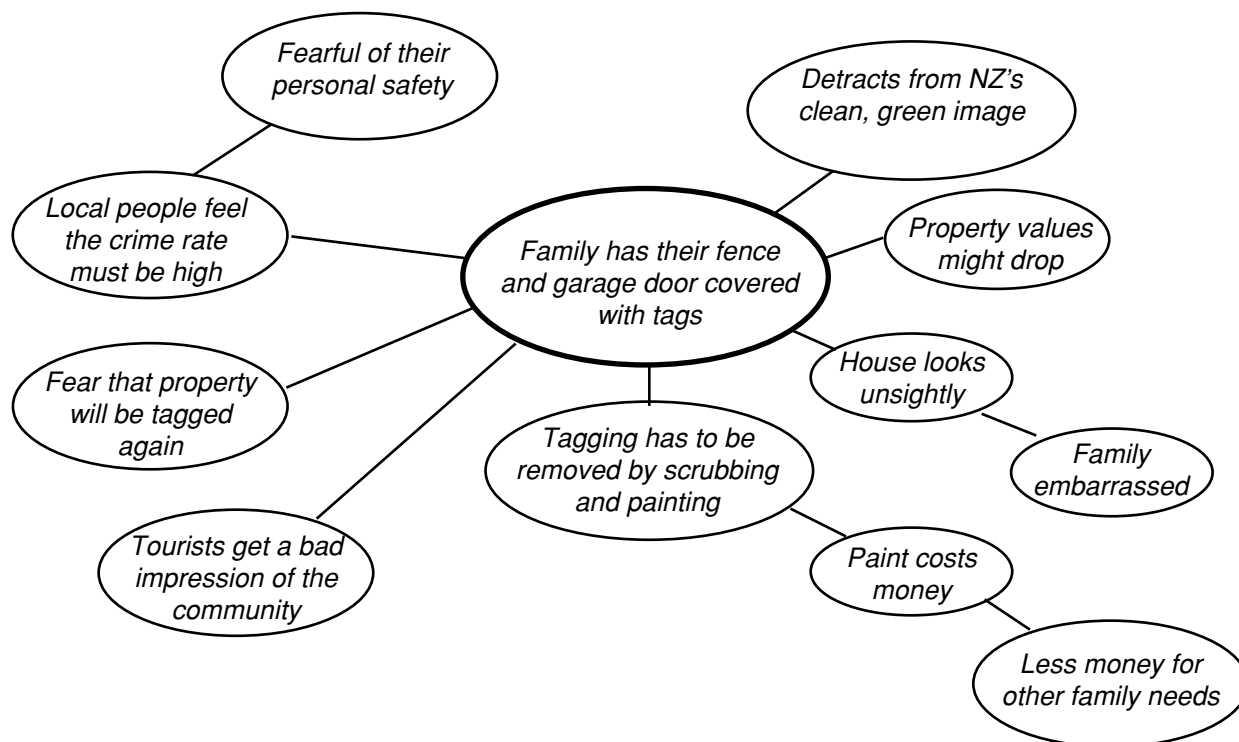 Fearful of their
personal safety
Detracts from NZ's
clean, green image
Local people feel
the crime rate
must be high
Family has their fence
and garage door covered
with tags
Property values
might drop
Fear that property
will be tagged
again
House looks
unsightly
Tagging has to be
removed by scrubbing
and painting
Family
embarrassed
Tourists get a bad
impression of the
community
Paint costs
money
Less money for
other family needs